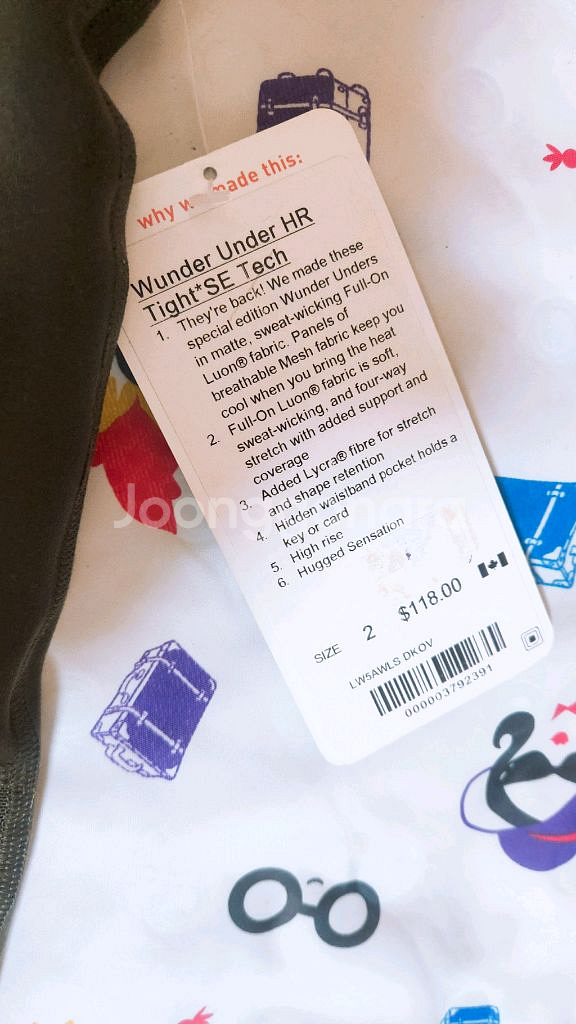 why w made this:
Wunder Under HR
Tight*SE Tech
1. They're back! We made these
special edition Wunder Unders
in matte, sweat-wicking Full-On
Luon® fabric. Panels of
breathable Mesh fabric keep you
cool when you bring the heat
2. Full-On Luon® fabric is soft,
sweat-wicking, and four-way
stretch with added support and
coverage
3. Added Lycra® fibre for stretch
and shape retention
4. Hidden waistband pocket holds a
key or card
5. High rise
6. Hugged Sensation
SIZE 2 $118.00
LW5AWLS DKOV
000003792391